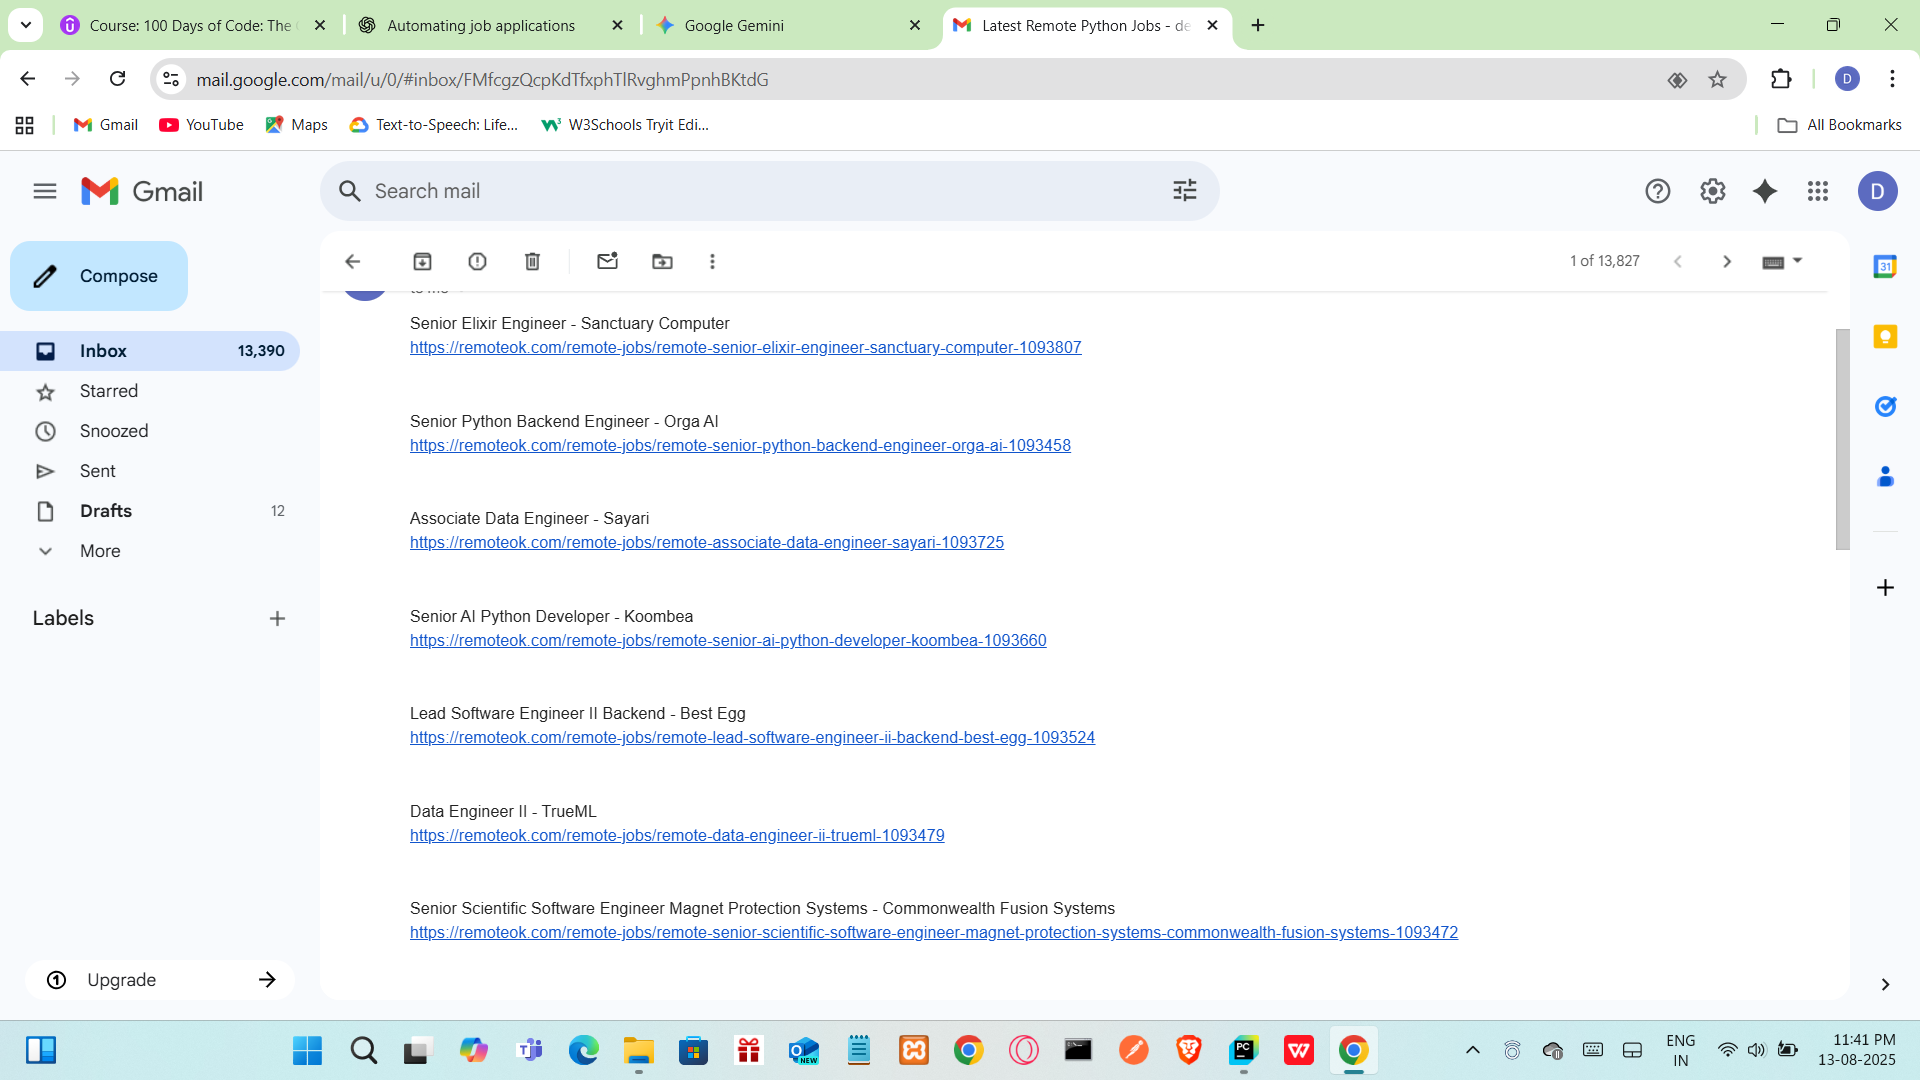 Course: 100 Days of Code: The
Automating job applications
Google Gemini
Latest Remote Python Jobs - de
mail.google.com/mail/u/0/#inbox/FMfcgzQcpKdTfxphTlRvghmPpnhBKtdG
D
Gmail
YouTube
Maps
Text-to-Speech: Life...
W3Schools Tryit Edi...
All Bookmarks
Gmail
Search mail
D
Compose
1 of 13,827
Inbox 13,390
Starred
Snoozed
Sent
Drafts 12
More
Labels
Upgrade
Senior Elixir Engineer - Sanctuary Computer
https://remoteok.com/remote-jobs/remote-senior-elixir-engineer-sanctuary-computer-1093807
Senior Python Backend Engineer - Orga AI
https://remoteok.com/remote-jobs/remote-senior-python-backend-engineer-orga-ai-1093458
Associate Data Engineer - Sayari
https://remoteok.com/remote-jobs/remote-associate-data-engineer-sayari-1093725
Senior AI Python Developer - Koombea
https://remoteok.com/remote-jobs/remote-senior-ai-python-developer-koombea-1093660
Lead Software Engineer II Backend - Best Egg
https://remoteok.com/remote-jobs/remote-lead-software-engineer-ii-backend-best-egg-1093524
Data Engineer II - TrueML
https://remoteok.com/remote-jobs/remote-data-engineer-ii-trueml-1093479
Senior Scientific Software Engineer Magnet Protection Systems - Commonwealth Fusion Systems
https://remoteok.com/remote-jobs/remote-senior-scientific-software-engineer-magnet-protection-systems-commonwealth-fusion-systems-1093472
31
NEW
PC
ENG
IN
11:41 PM
13-08-2025